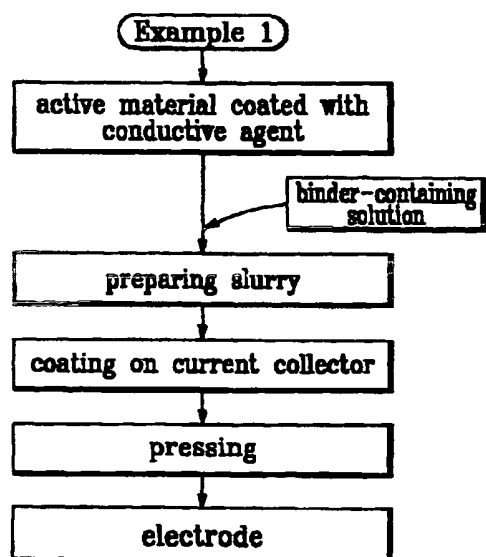 Example 1
active material coated with
conductive agent
binder-containing
solution
preparing slurry
coating on current collector
pressing
electrode